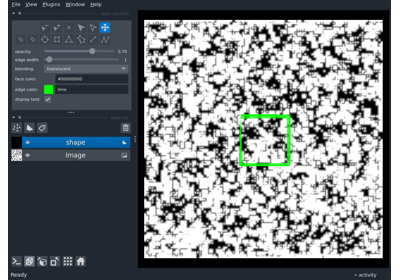 File View Plugins Window Help
opacity: 0.70
edge width: 1
blending: translucent
face color: #00000000
edge color: lime
display text: ✓
shape
Image
Ready
activity